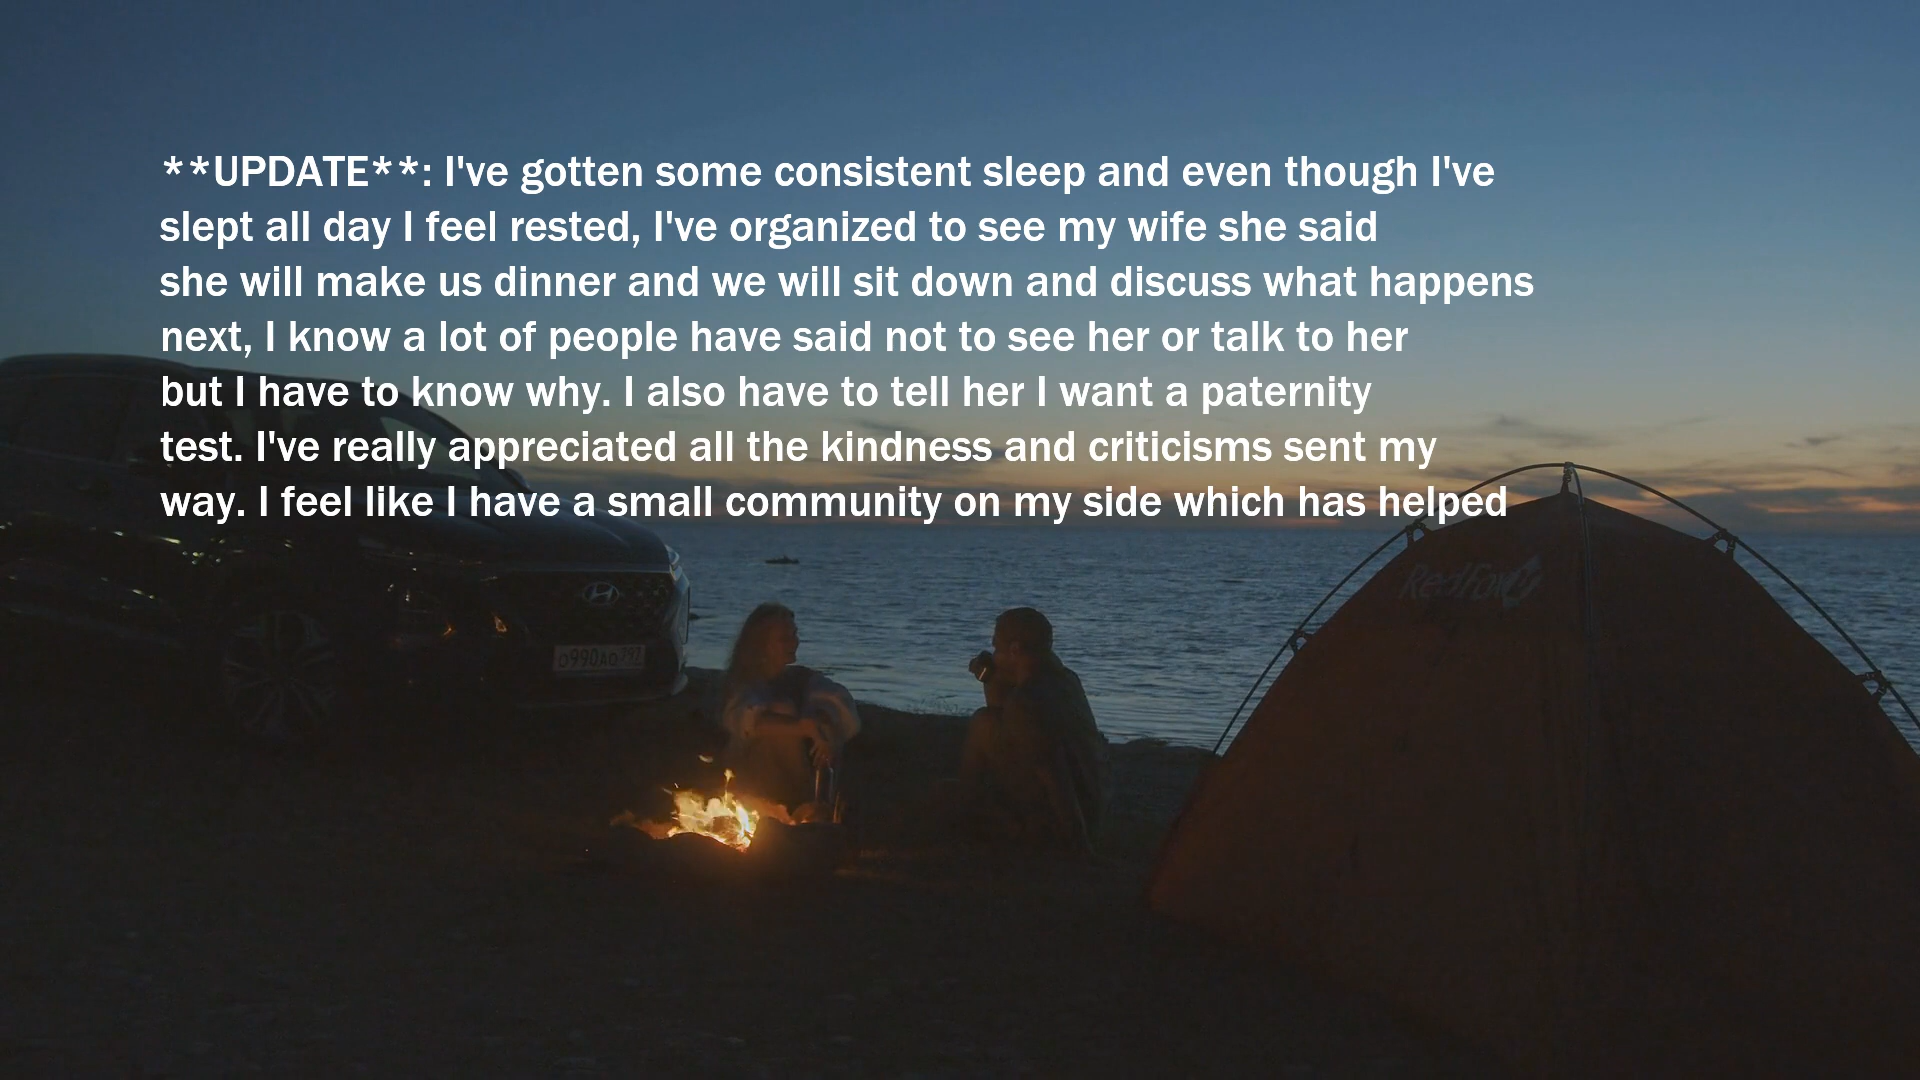 **UPDATE**: I've gotten some consistent sleep and even though I've
slept all day I feel rested, I've organized to see my wife she said
she will make us dinner and we will sit down and discuss what happens
next, I know a lot of people have said not to see her or talk to her
but I have to know why. I also have to tell her I want a paternity
test. I've really appreciated all the kindness and criticisms sent my
way. I feel like I have a small community on my side which has helped
RedFox
О990АО 797